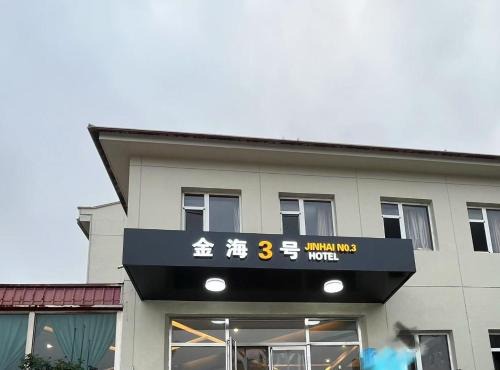 金海3号
JINHAI NO.3
HOTEL